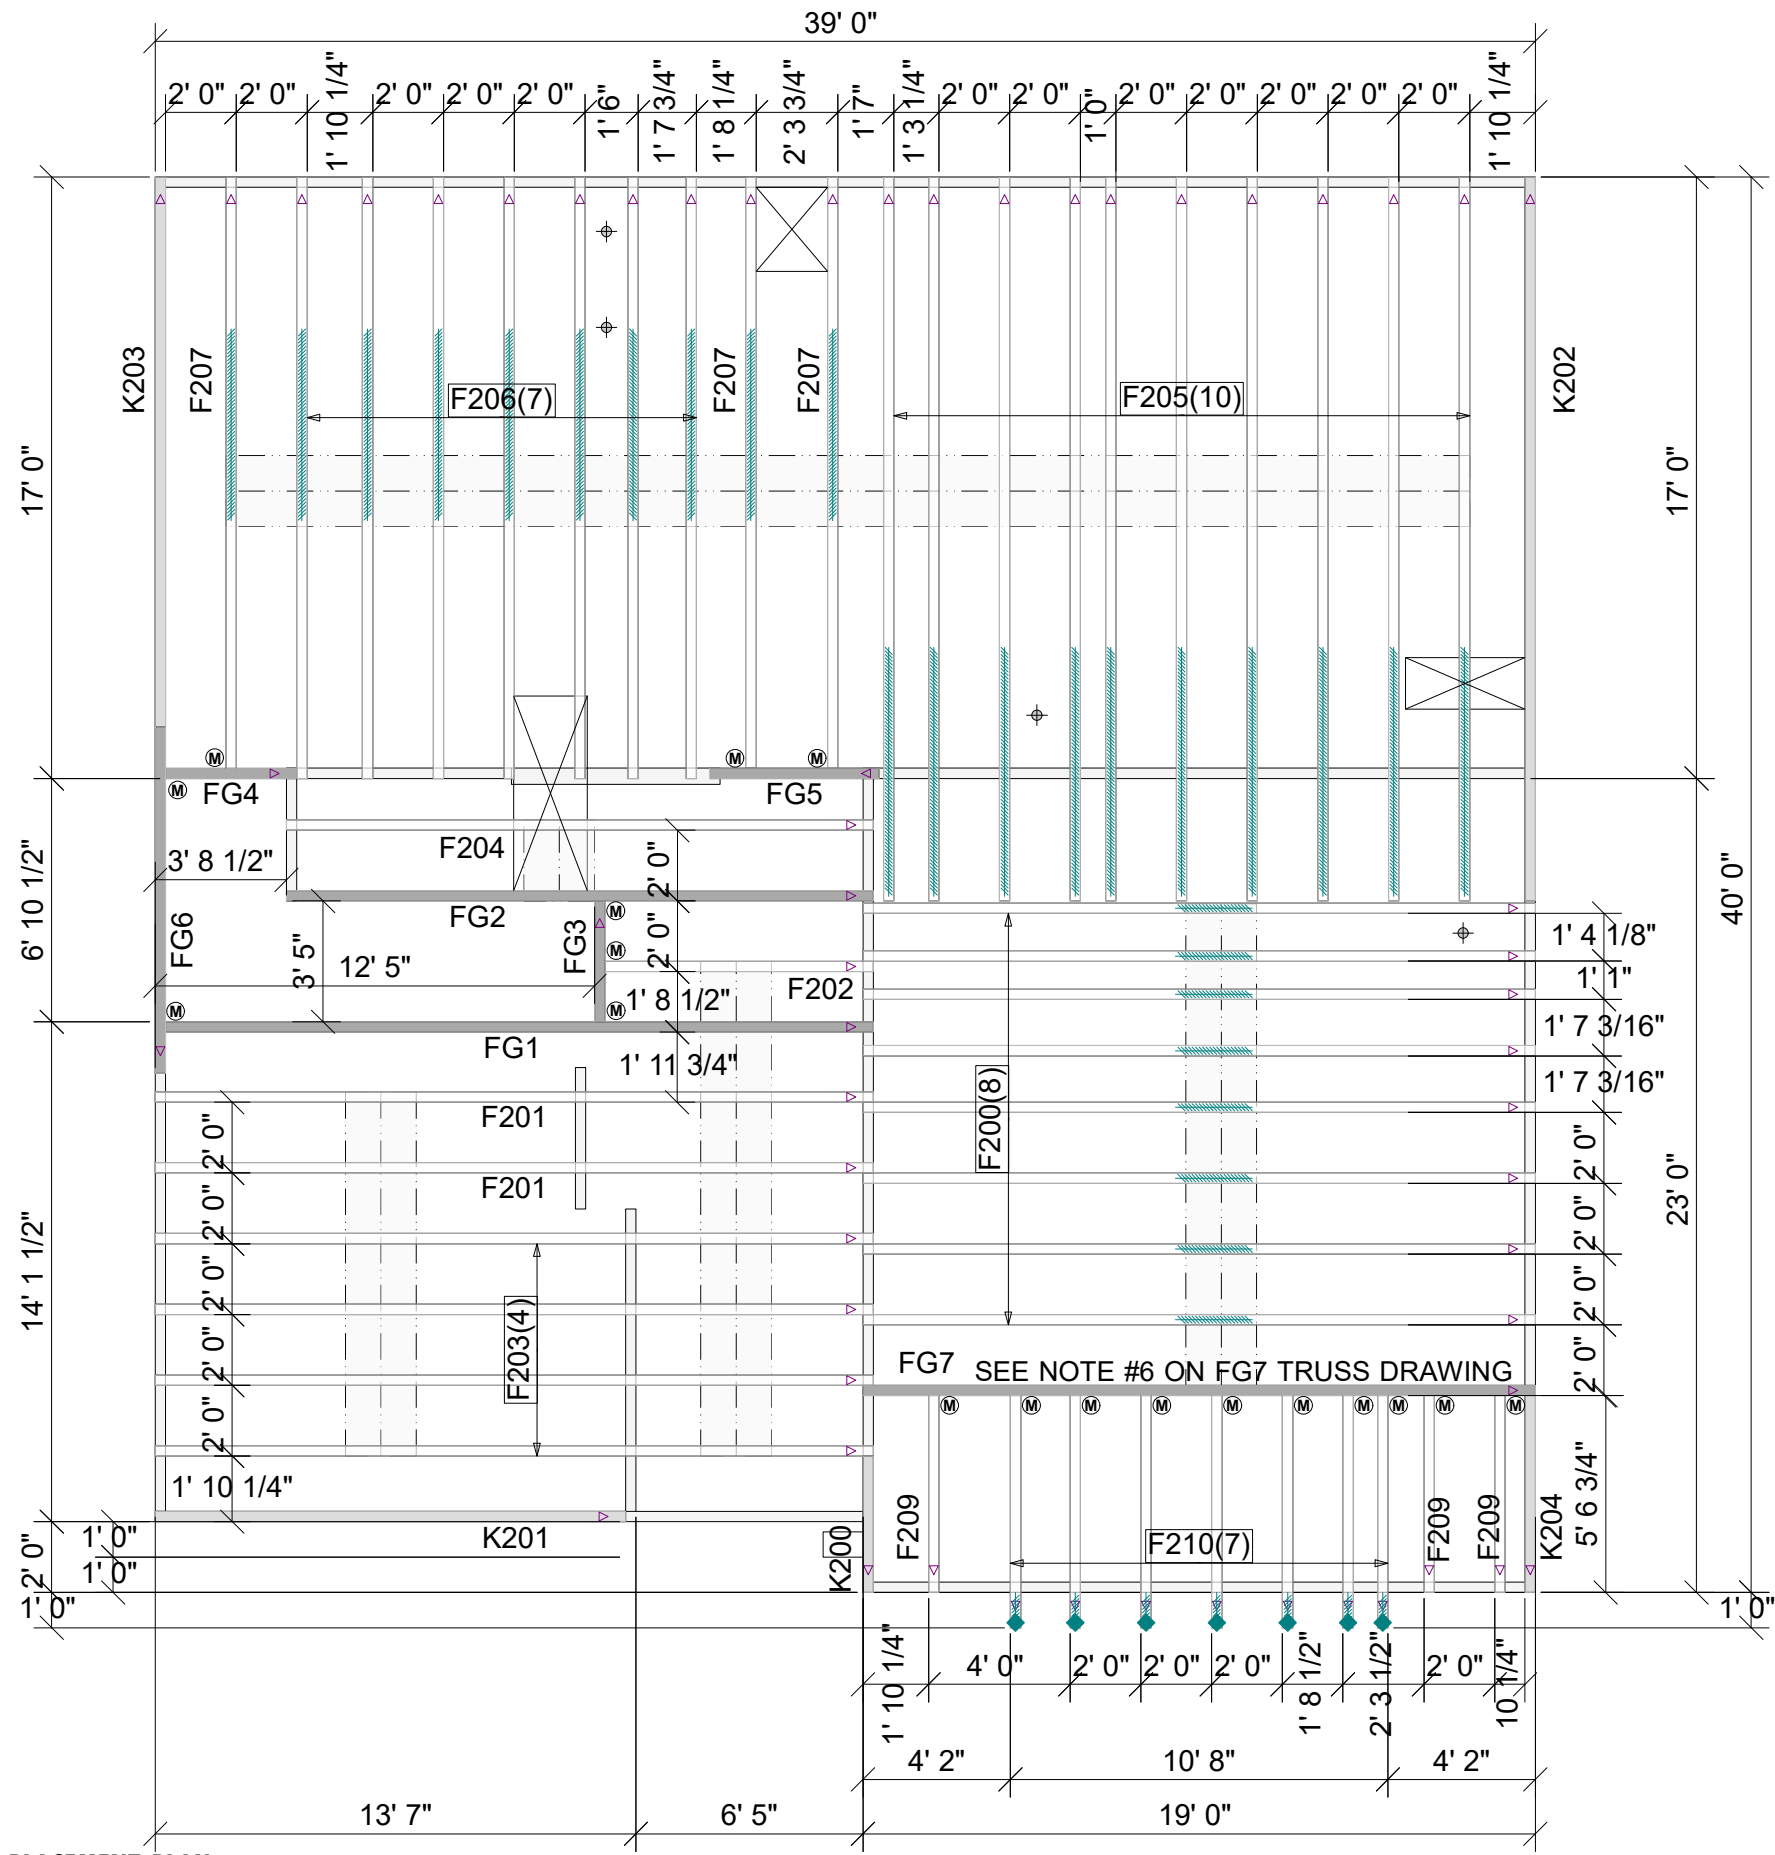 39' 0"
2' 0"
2' 0"
1' 10 1/4"
2' 0"
2' 0"
2' 0"
1' 6"
1' 7 3/4"
1' 8 1/4"
2' 3 3/4"
1' 7"
1' 3 1/4"
2' 0"
2' 0"
1' 0"
2' 0"
2' 0"
2' 0"
2' 0"
2' 0"
1' 10 1/4"
K203
F207
F206(7)
F207
F207
F205(10)
K202
17' 0"
17' 0"
M
M
M
M
FG4
FG5
F204
3' 8 1/2"
2' 0"
6' 10 1/2"
40' 0"
FG6
FG2
FG3
M
M
M
M
3' 5"
12' 5"
2' 0"
F202
1' 8 1/2"
1' 4 1/8"
1' 1"
1' 7 3/16"
1' 7 3/16"
FG1
1' 11 3/4"
F201
F201
F200(8)
2' 0"
2' 0"
2' 0"
2' 0"
2' 0"
2' 0"
2' 0"
2' 0"
2' 0"
23' 0"
14' 1 1/2"
F203(4)
FG7
SEE NOTE #6 ON FG7 TRUSS DRAWING
M
M
M
M
M
M
M
M
M
M
1' 10 1/4"
K201
K200
F209
F210(7)
F209
F209
K204
5' 6 3/4"
1' 0"
1' 0"
2' 0"
1' 0"
1' 0"
1' 10 1/4"
4' 0"
2' 0"
2' 0"
2' 0"
1' 8 1/2"
2' 3 1/2"
2' 0"
10 1/4"
4' 2"
10' 8"
4' 2"
13' 7"
6' 5"
19' 0"